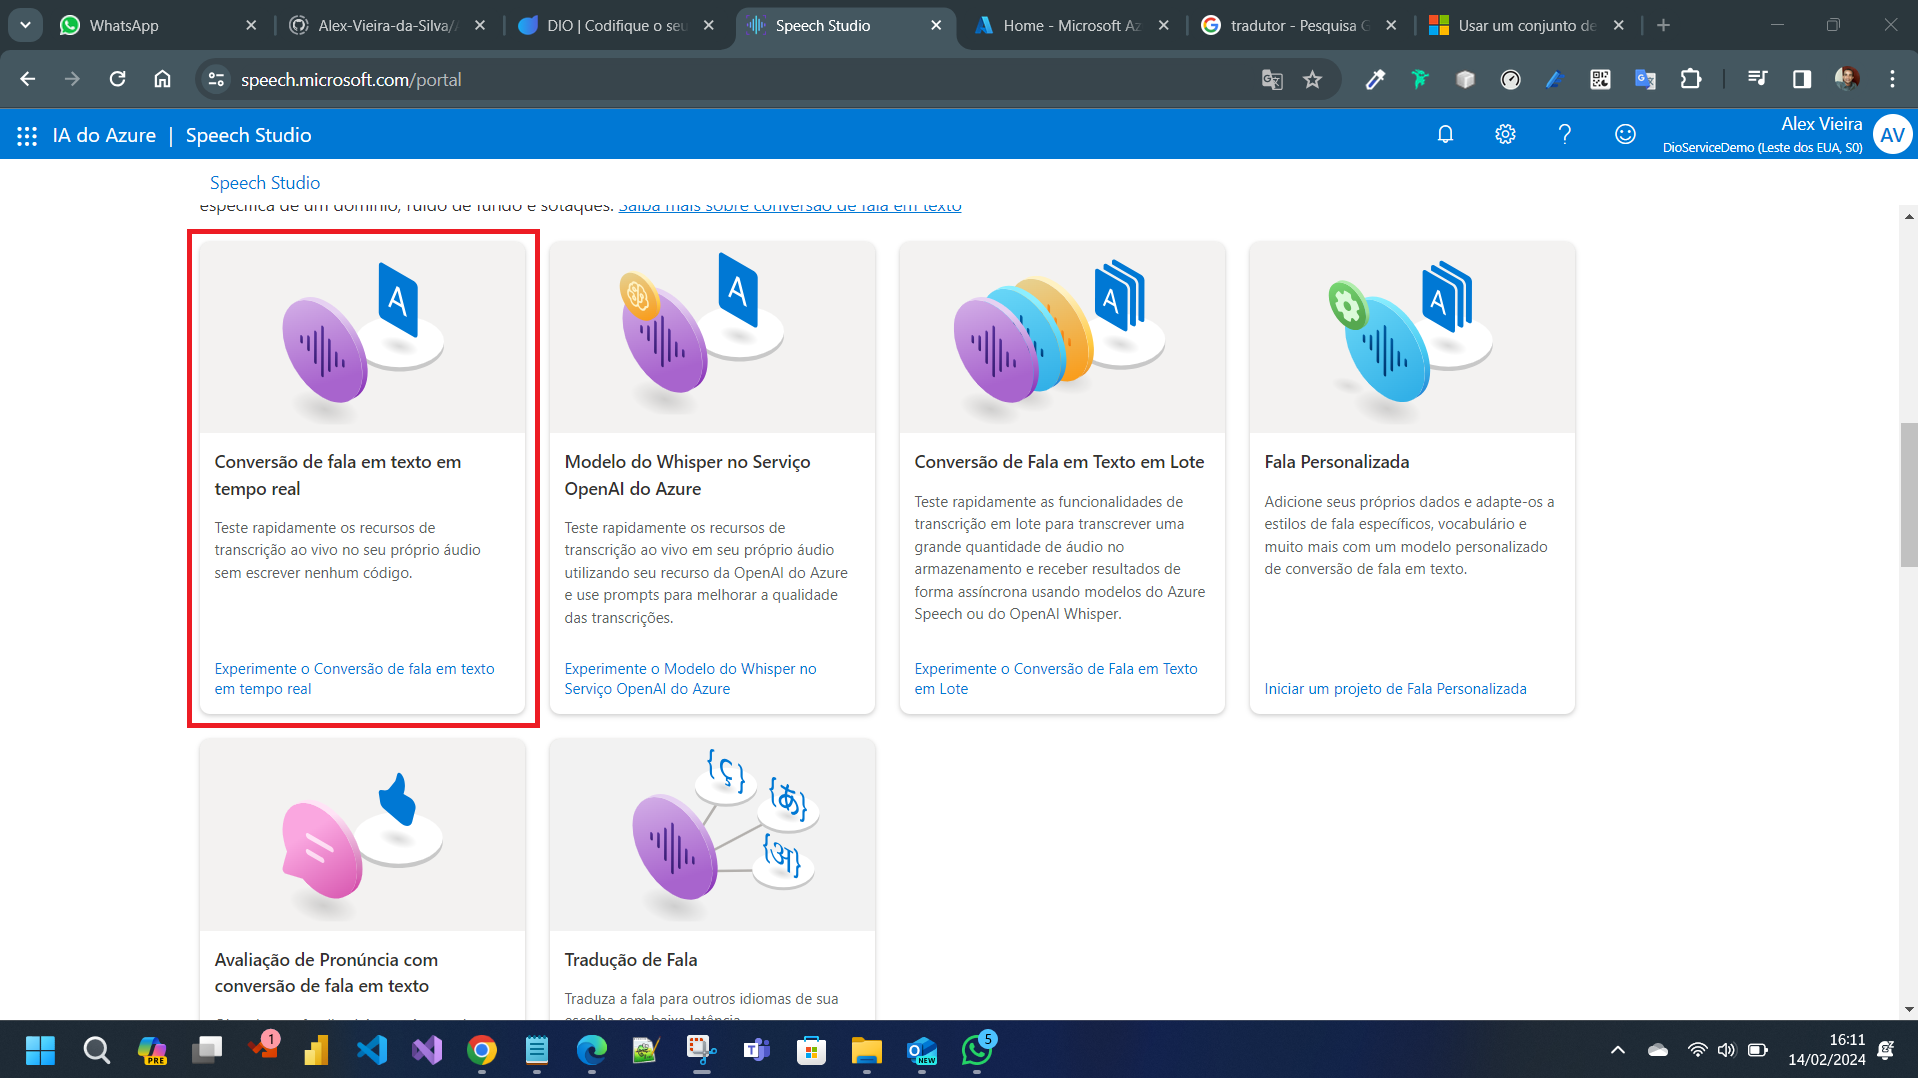 WhatsApp
Alex-Vieira-da-Silva/
DIO | Codifique o seu
Speech Studio
Home - Microsoft Az
tradutor - Pesquisa G
Usar um conjunto de
speech.microsoft.com/portal
IA do Azure | Speech Studio
Alex Vieira
DioServiceDemo (Leste dos EUA, S0)
AV
Speech Studio
específica de um domínio, ruído de fundo e sotaques. Saiba mais sobre conversão de fala em texto
A
A
A
A
Conversão de fala em texto em
tempo real
Teste rapidamente os recursos de
transcrição ao vivo no seu próprio áudio
sem escrever nenhum código.
Experimente o Conversão de fala em texto
em tempo real
Modelo do Whisper no Serviço
OpenAI do Azure
Teste rapidamente os recursos de
transcrição ao vivo em seu próprio áudio
utilizando seu recurso da OpenAI do Azure
e use prompts para melhorar a qualidade
das transcrições.
Experimente o Modelo do Whisper no
Serviço OpenAI do Azure
Conversão de Fala em Texto em Lote
Teste rapidamente as funcionalidades de
transcrição em lote para transcrever uma
grande quantidade de áudio no
armazenamento e receber resultados de
forma assíncrona usando modelos do Azure
Speech ou do OpenAI Whisper.
Experimente o Conversão de Fala em Texto
em Lote
Fala Personalizada
Adicione seus próprios dados e adapte-os a
estilos de fala específicos, vocabulário e
muito mais com um modelo personalizado
de conversão de fala em texto.
Iniciar um projeto de Fala Personalizada
{ç}
{あ}
{अ}
Avaliação de Pronúncia com
conversão de fala em texto
Tradução de Fala
Traduza a fala para outros idiomas de sua
escolha com baixa latência
PRE
1
NEW
5
16:11
14/02/2024